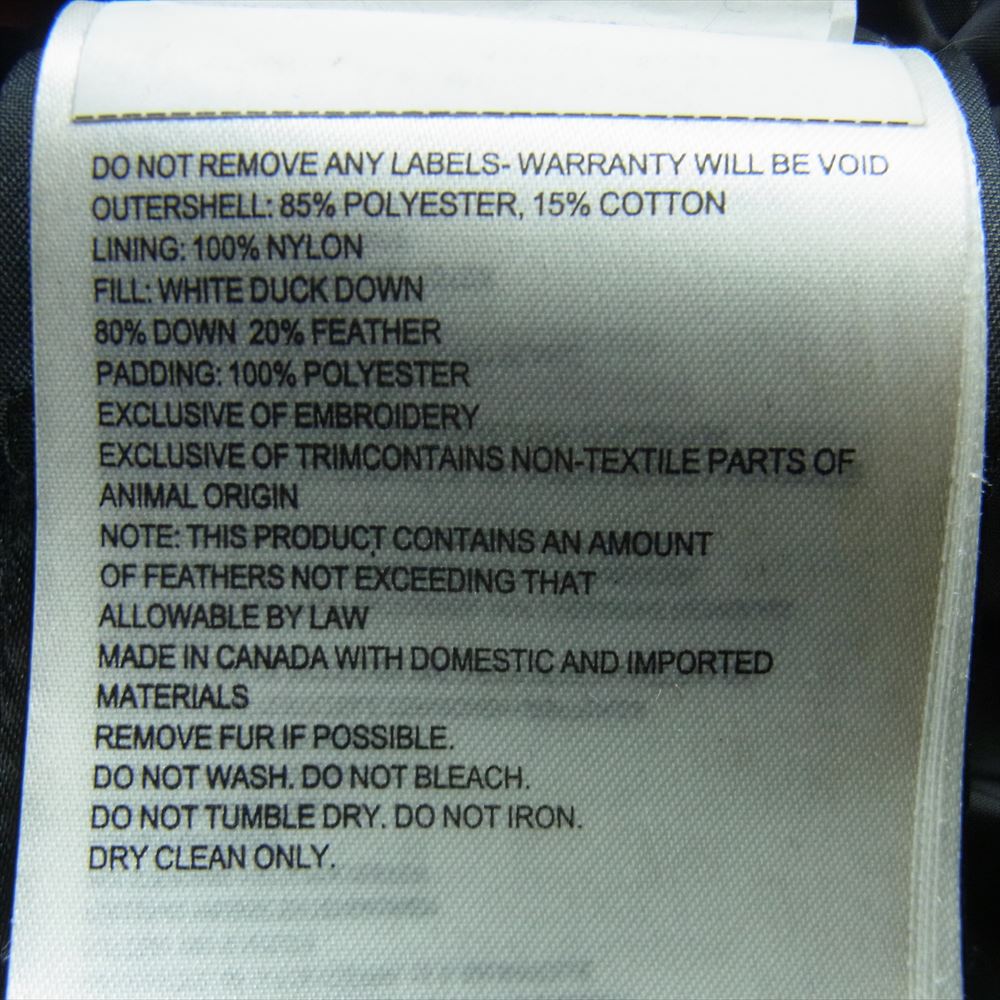 DO NOT REMOVE ANY LABELS- WARRANTY WILL BE VOID
OUTERSHELL: 85% POLYESTER, 15% COTTON
LINING: 100% NYLON
FILL: WHITE DUCK DOWN
80% DOWN 20% FEATHER
PADDING: 100% POLYESTER
EXCLUSIVE OF EMBROIDERY
EXCLUSIVE OF TRIMCONTAINS NON-TEXTILE PARTS OF
ANIMAL ORIGIN
NOTE: THIS PRODUCT CONTAINS AN AMOUNT
OF FEATHERS NOT EXCEEDING THAT
ALLOWABLE BY LAW
MADE IN CANADA WITH DOMESTIC AND IMPORTED
MATERIALS
REMOVE FUR IF POSSIBLE.
DO NOT WASH. DO NOT BLEACH.
DO NOT TUMBLE DRY. DO NOT IRON.
DRY CLEAN ONLY.